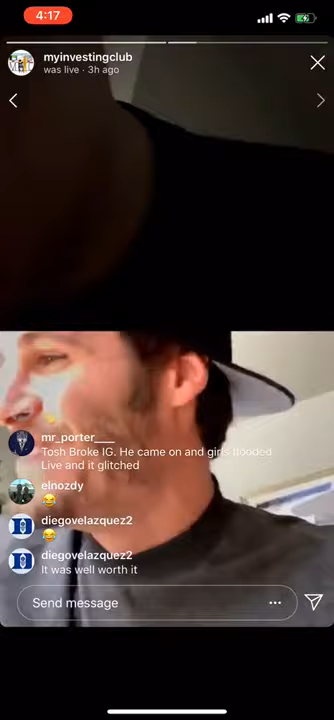 4:17
myinvestingclub
was live · 3h ago
mr_porter____
Tosh Broke IG. He came on and girls flooded
Live and it glitched
elnozdy
😂
diegovelazquez2
😂
diegovelazquez2
It was well worth it
Send message